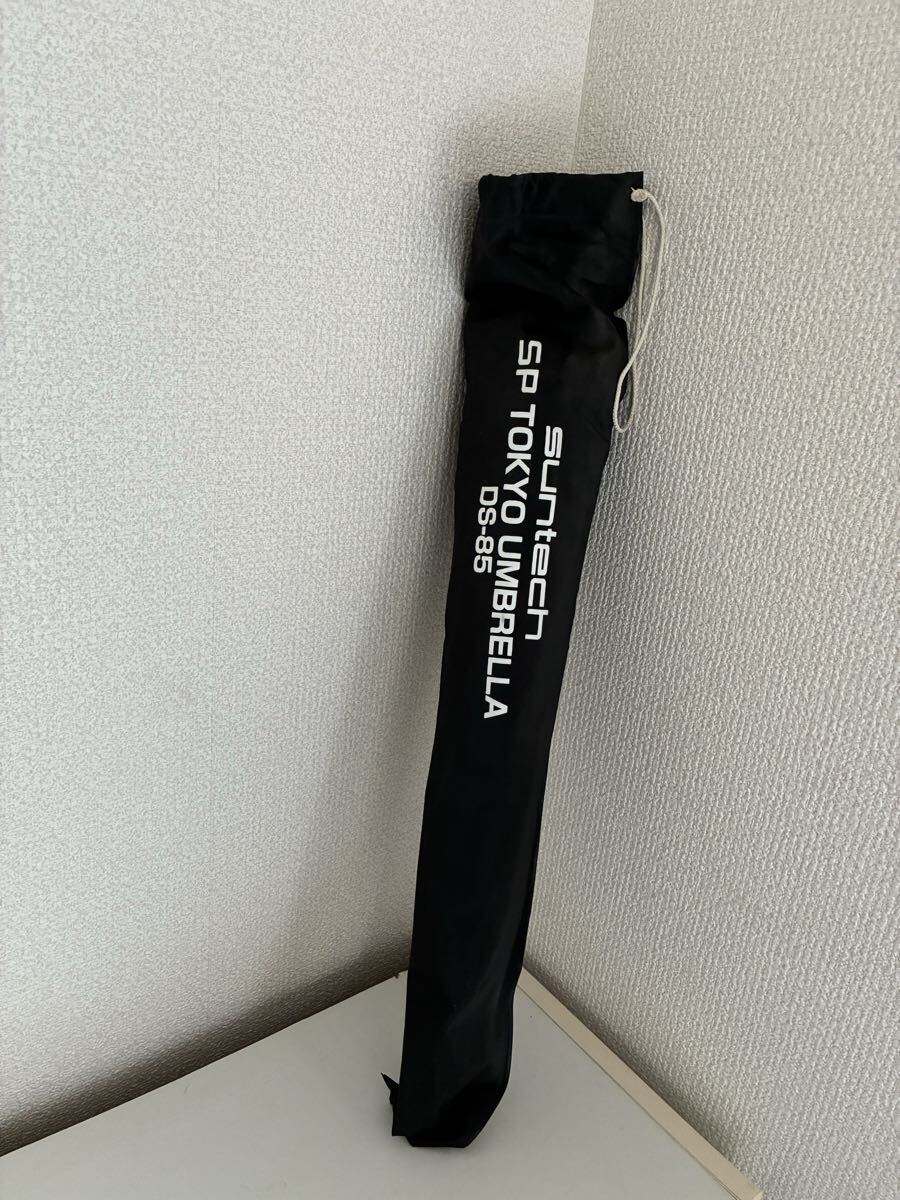 suntech
SP TOKYO UMBRELLA
DS-85